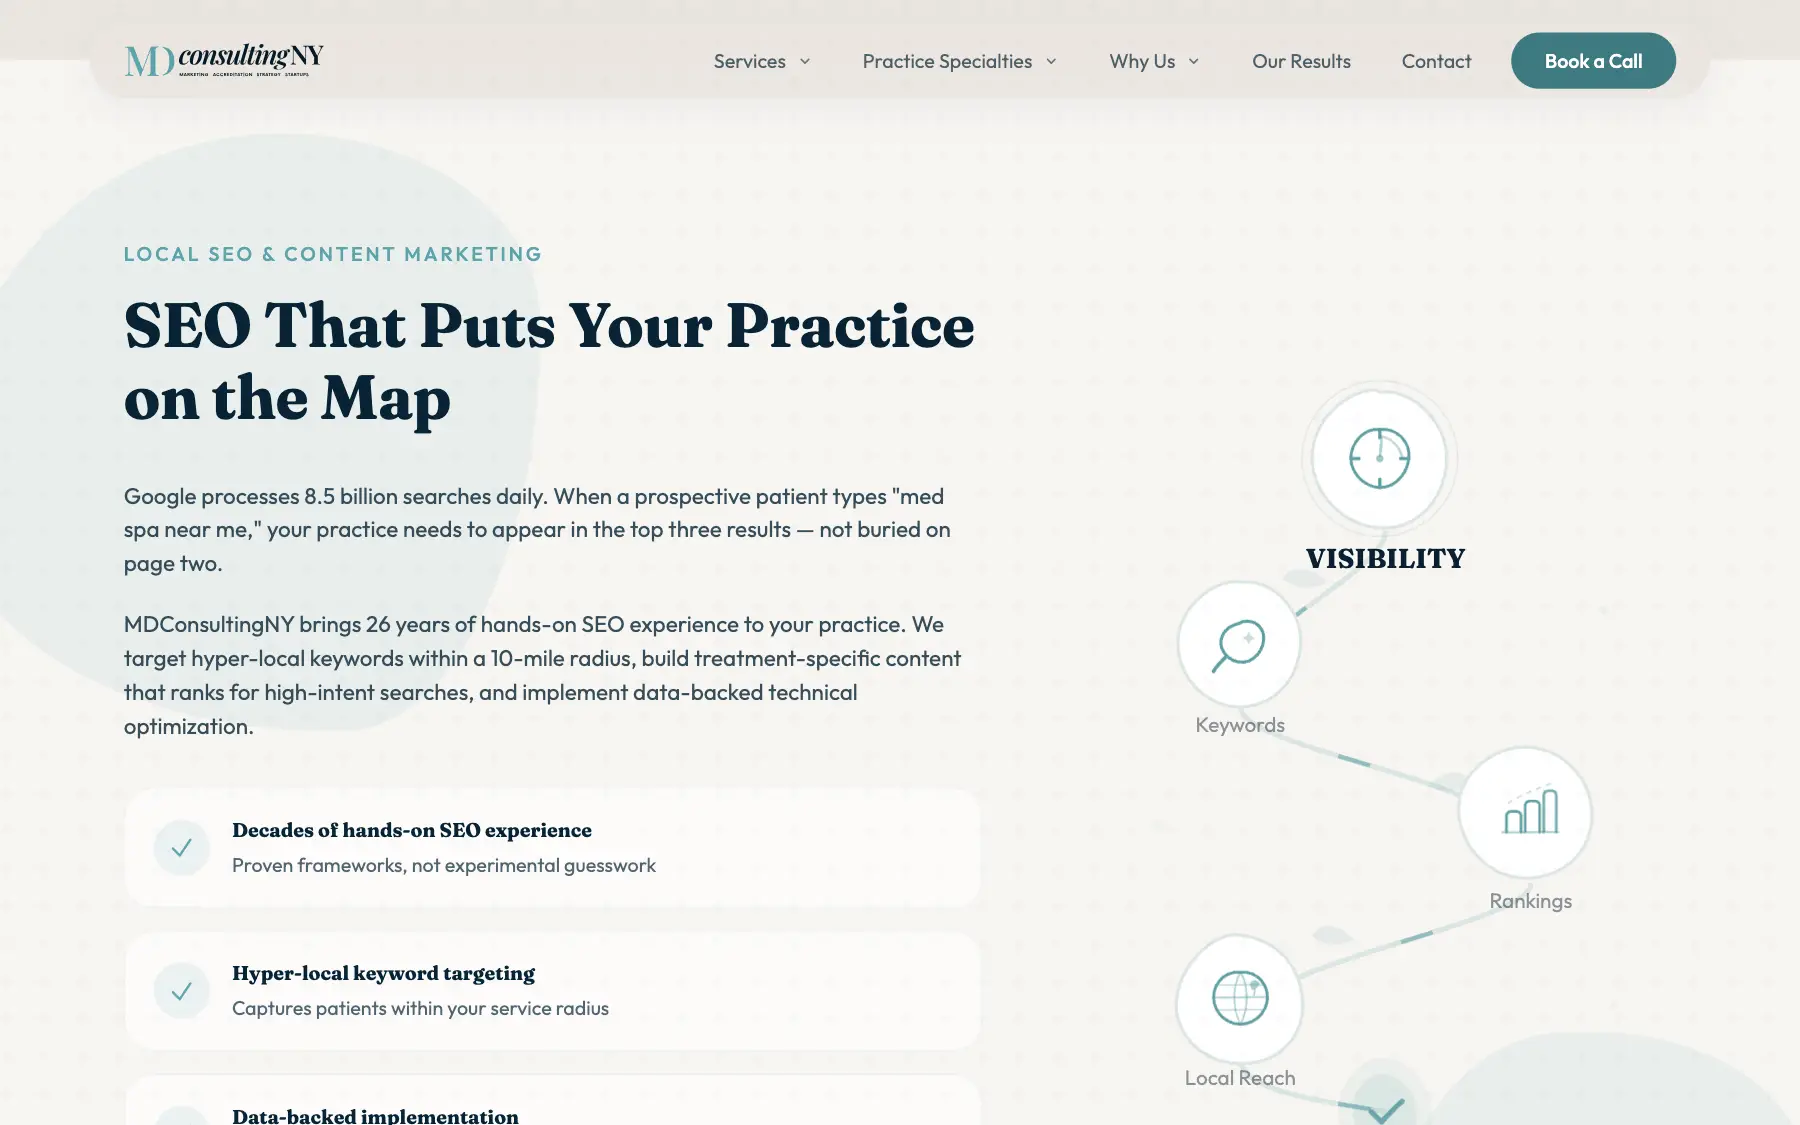 MD consultingNY
MARKETING ACCREDITATION STRATEGY STARTUPS
Services
Practice Specialties
Why Us
Our Results
Contact
Book a Call
LOCAL SEO & CONTENT MARKETING
SEO That Puts Your Practice
on the Map
Google processes 8.5 billion searches daily. When a prospective patient types "med
spa near me," your practice needs to appear in the top three results — not buried on
page two.
MDConsultingNY brings 26 years of hands-on SEO experience to your practice. We
target hyper-local keywords within a 10-mile radius, build treatment-specific content
that ranks for high-intent searches, and implement data-backed technical
optimization.
Decades of hands-on SEO experience
Proven frameworks, not experimental guesswork
Hyper-local keyword targeting
Captures patients within your service radius
Data-backed implementation
VISIBILITY
Keywords
Rankings
Local Reach